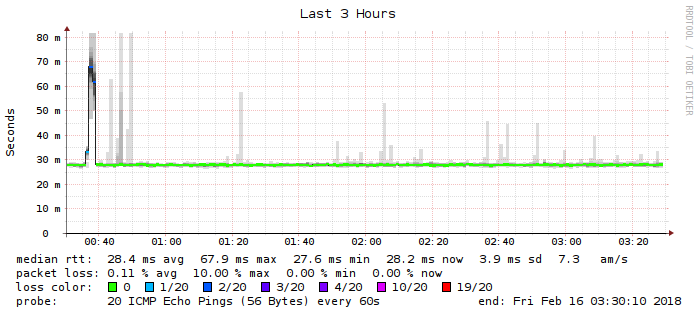 Last 3 Hours
RRDTOOL / TOBI OETIKER
Seconds
80 m
70 m
60 m
50 m
40 m
30 m
20 m
10 m
0
00:40 01:00 01:20 01:40 02:00 02:20 02:40 03:00 03:20
median rtt: 28.4 ms avg 67.9 ms max 27.6 ms min 28.2 ms now 3.9 ms sd 7.3 am/s
packet loss: 0.11 % avg 10.00 % max 0.00 % min 0.00 % now
loss color: 0 1/20 2/20 3/20 4/20 10/20 19/20
probe: 20 ICMP Echo Pings (56 Bytes) every 60s end: Fri Feb 16 03:30:10 2018